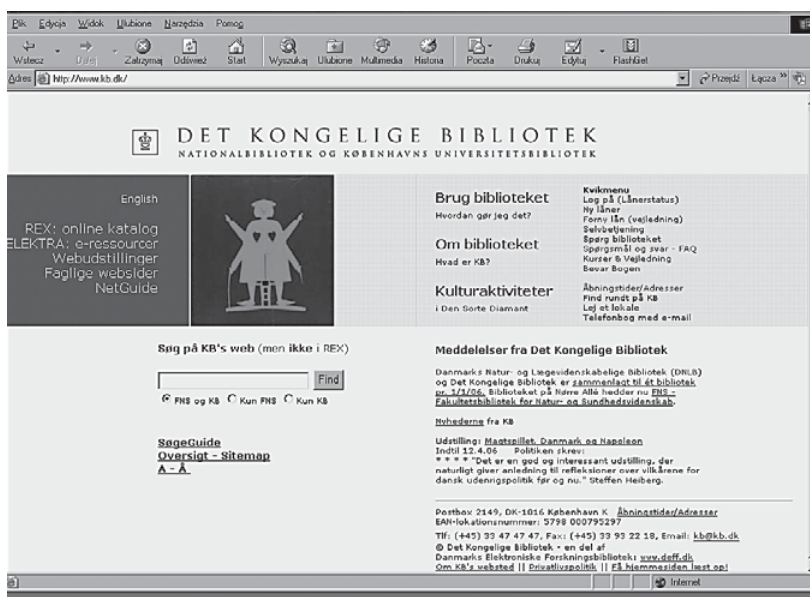 Plik Edycja Widok Ulubione Narzędzia Pomoc
Wstecz Dalej Zatrzymaj Odśwież Start Wyszukaj Ulubione Multimedia Historia Poczta Drukuj Edytuj FlashGet
Adres http://www.kb.dk/ Przejdź Łącza »
DET KONGELIGE BIBLIOTEK
NATIONALBIBLIOTEK OG KØBENHAVNS UNIVERSITETSBIBLIOTEK
English
REX: online katalog
ELEKTRA: e-ressourcer
Webudstillinger
Faglige websider
NetGuide
Brug biblioteket
Hvordan gør jeg det?
Om biblioteket
Hvad er KB?
Kulturaktiviteter
i Den Sorte Diamant
Kvikmenu
Log på (Lånerstatus)
Ny låner
Forny lån (vejledning)
Selvbetjening
Spørg biblioteket
Spørgsmål og svar - FAQ
Kurser & Vejledning
Bevar Bogen
Åbningstider/Adresser
Find rundt på KB
Lej et lokale
Telefonbog med e-mail
Søg på KB's web (men ikke i REX)
Find
FNS og KB Kun FNS Kun KB
SøgeGuide
Oversigt - Sitemap
A - Å
Meddelelser fra Det Kongelige Bibliotek
Danmarks Natur- og Lægevidenskabelige Bibliotek (DNLB)
og Det Kongelige Bibliotek er sammenlagt til ét bibliotek
pr. 1/1/06. Biblioteket på Nørre Allé hedder nu FNS -
Fakultetsbibliotek for Natur- og Sundhedsvidenskab.
Nyhederne fra KB
Udstilling: Magtspillet. Danmark og Napoleon
Indtil 12.4.06 Politiken skrev:
* * * * "Det er en god og interessant udstilling, der
naturligt giver anledning til refleksioner over vilkårene for
dansk udenrigspolitik før og nu." Steffen Heiberg.
Postbox 2149, DK-1016 København K Åbningstider/Adresser
EAN-lokationsnummer: 5798 000795297
Tlf: (+45) 33 47 47 47, Fax: (+45) 33 93 22 18, Email: kb@kb.dk
© Det Kongelige Bibliotek - en del af
Danmarks Elektroniske Forskningsbibliotek: www.deff.dk
Om KB's websted || Privatlivspolitik || Få hjemmesiden læst op!
Internet